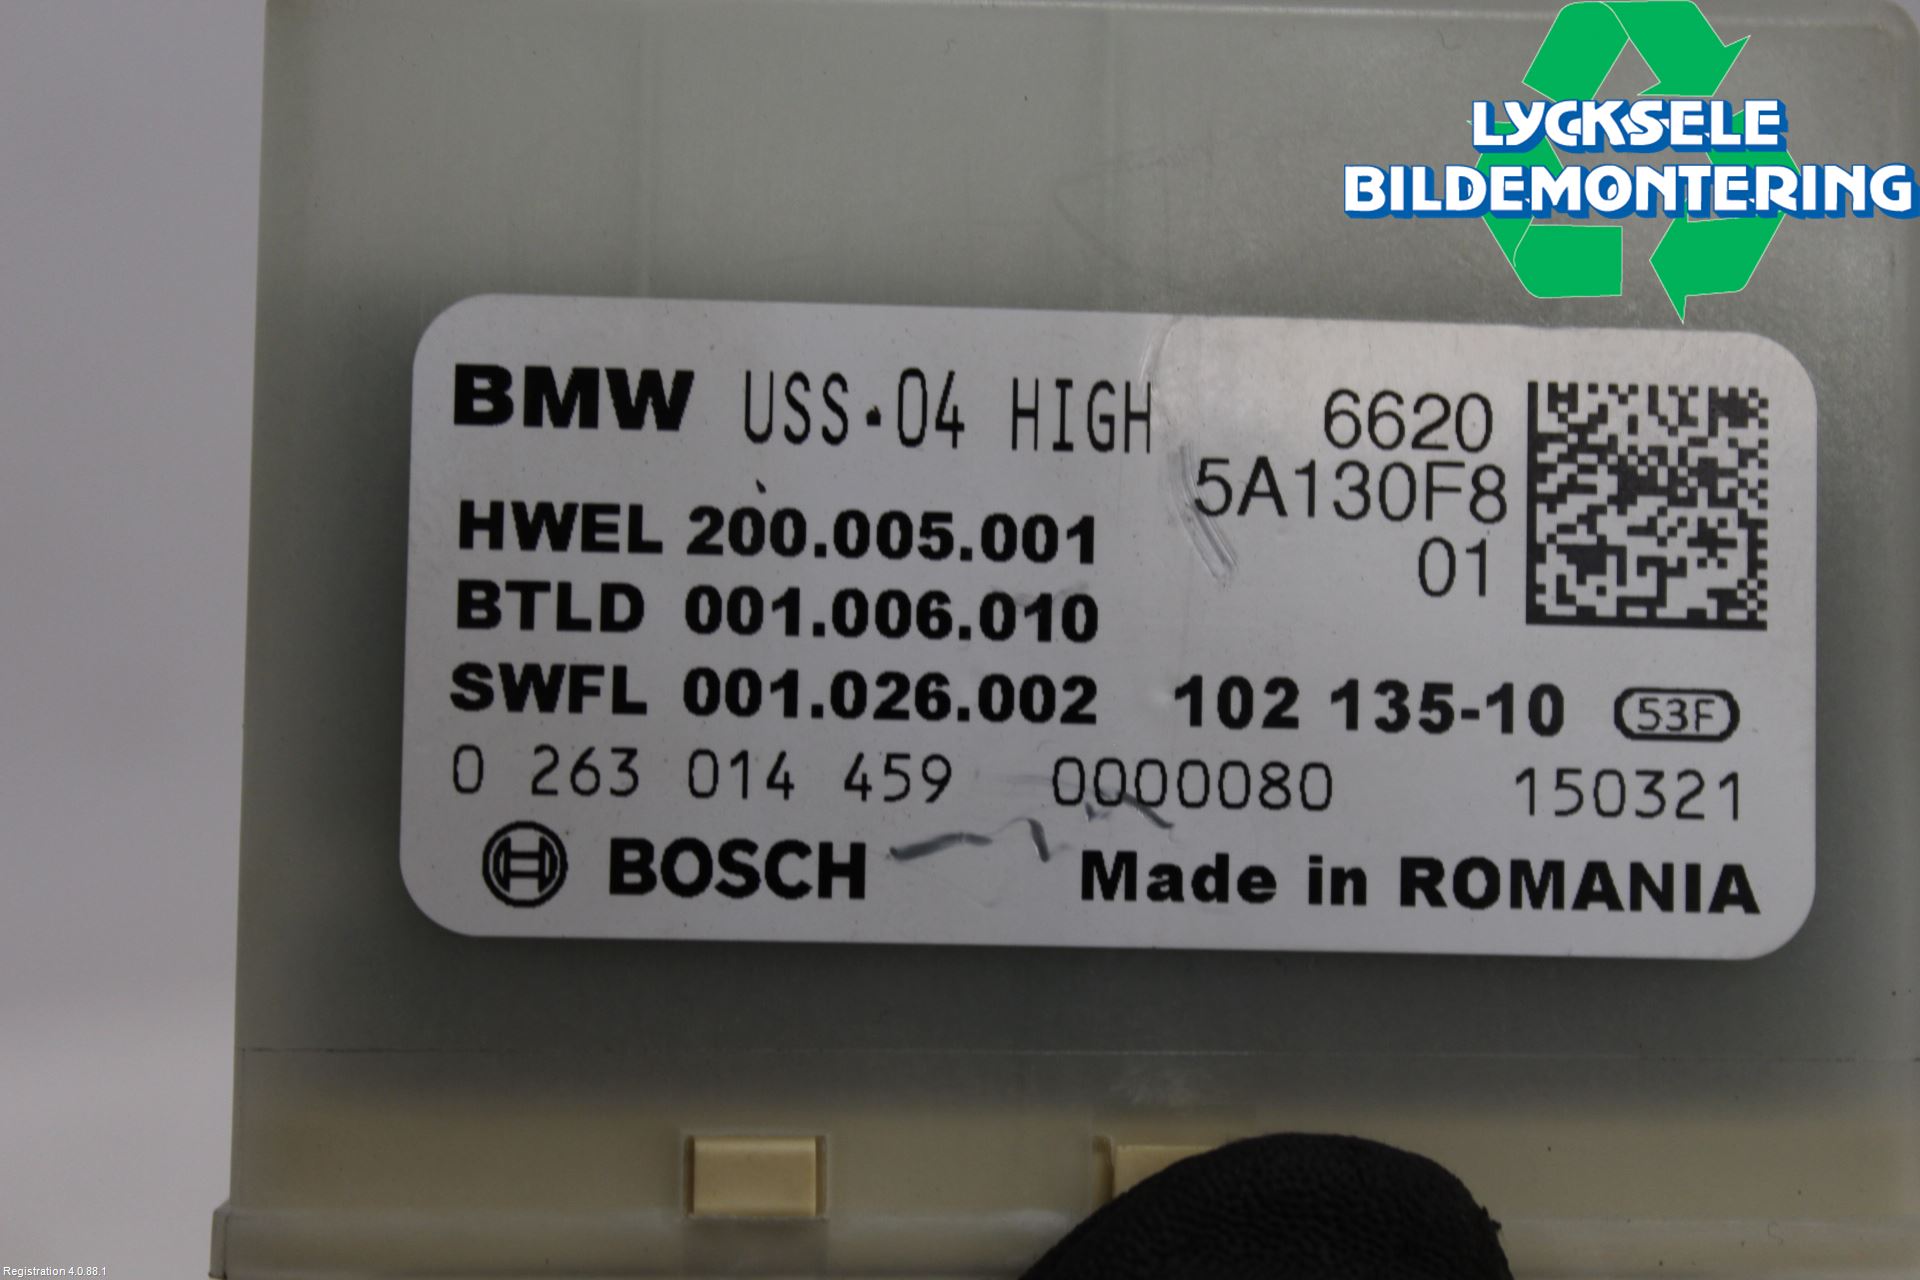 LYCKSELE
BILDEMONTERING
BMW USS-04 HIGH 6620
5A130F8
01
HWEL 200.005.001
BTLD 001.006.010
SWFL 001.026.002 102 135-10 53F
0 263 014 459 0000080 150321
BOSCH Made in ROMANIA
Registration 4.0.88.1